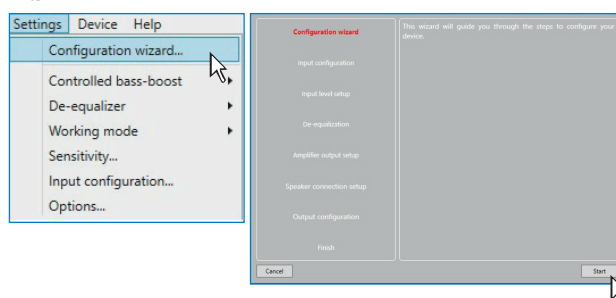 Settings Device Help
Configuration wizard...
Controlled bass-boost
De-equalizer
Working mode
Sensitivity...
Input configuration...
Options...
Configuration wizard
Input configuration
Input level setup
De-equalization
Amplifier output setup
Speaker connection setup
Output configuration
Finish
This wizard will guide you through the steps to configure your
device.
Cancel
Start